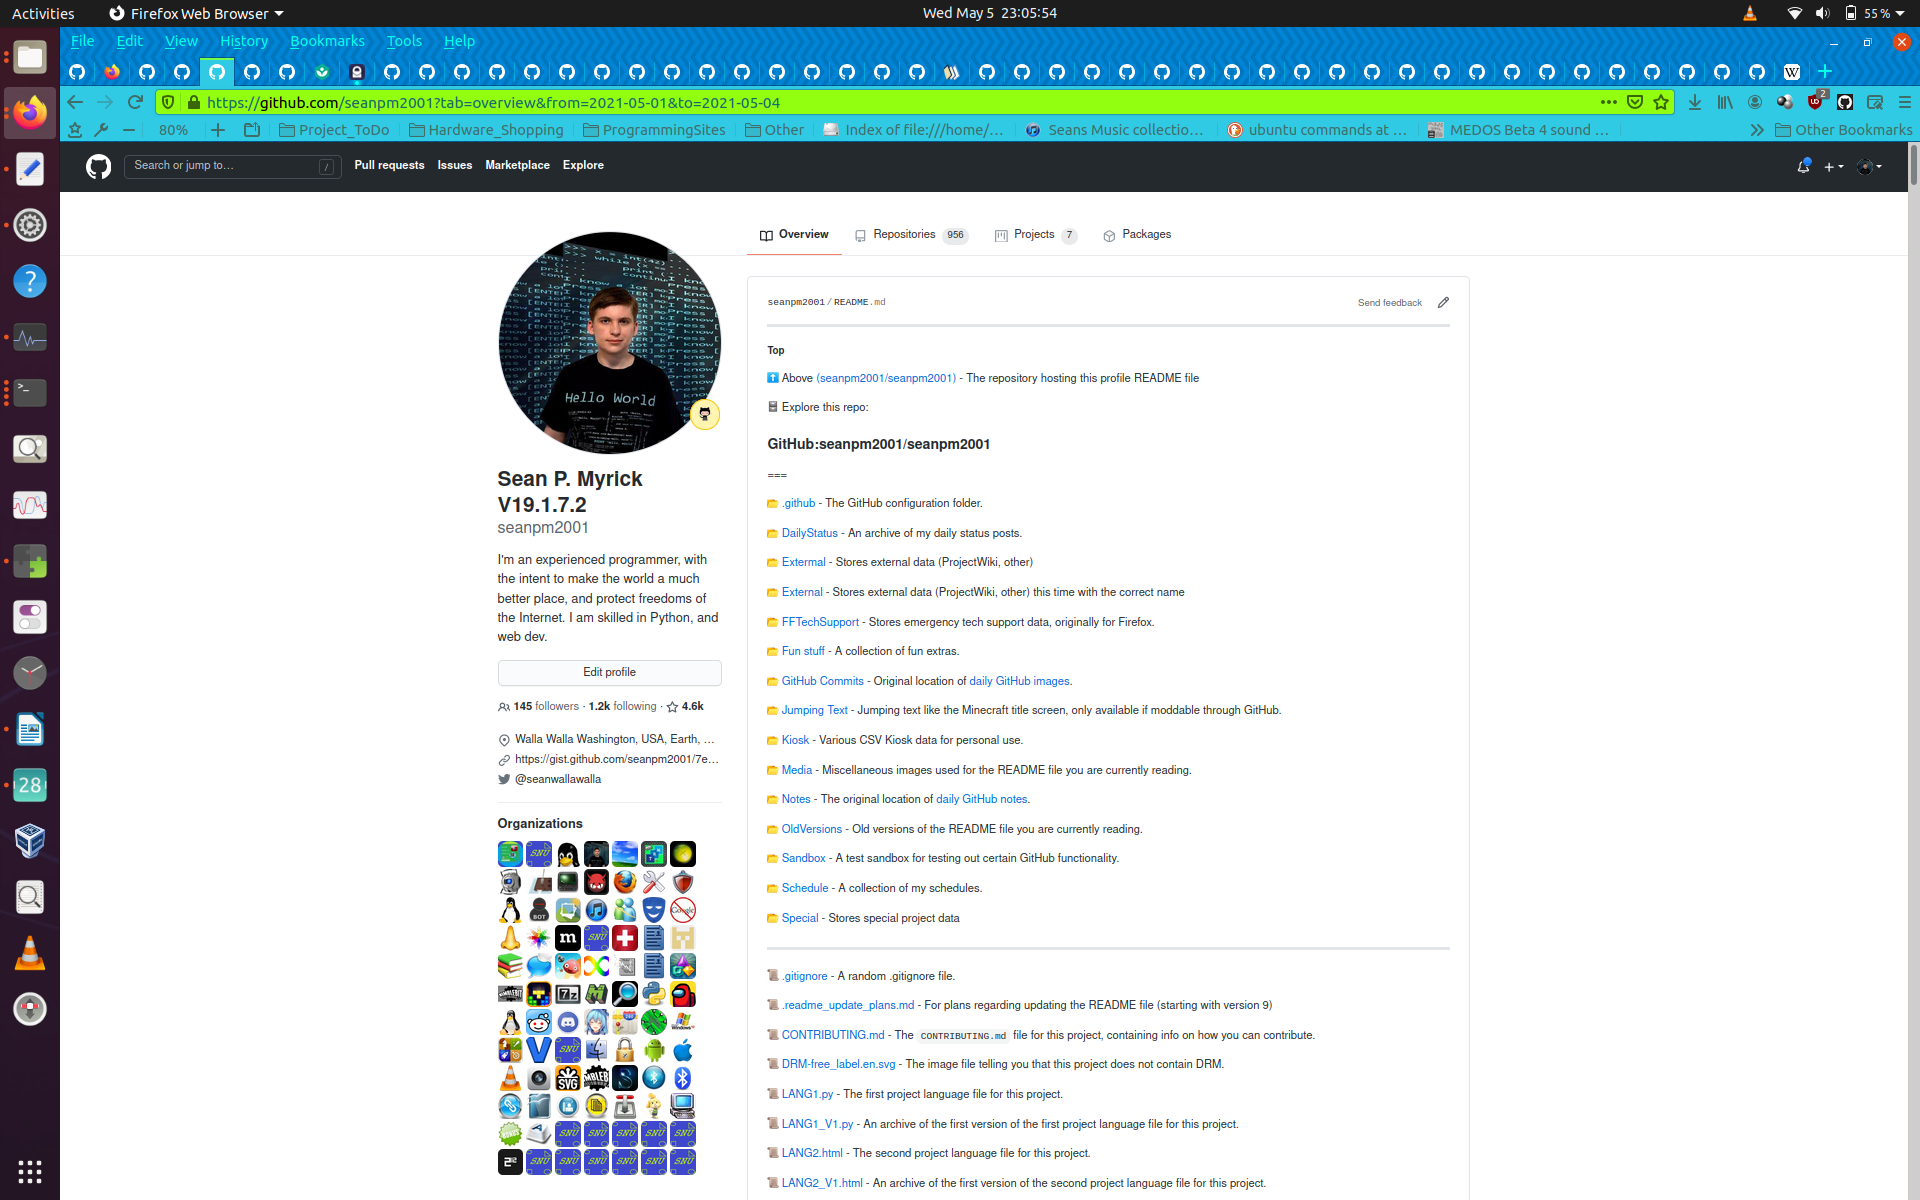 Activities
Firefox Web Browser
Wed May 5 23:05:54
55 %
File Edit View History Bookmarks Tools Help
https://github.com/seanpm2001?tab=overview&from=2021-05-01&to=2021-05-04
2
80%
Project_ToDo
Hardware_Shopping
ProgrammingSites
Other
Index of file:///home/…
Seans Music collectio…
ubuntu commands at …
MEDOS Beta 4 sound …
Other Bookmarks
Search or jump to…
/
Pull requests Issues Marketplace Explore
Overview
Repositories 956
Projects 7
Packages
Hello World
Sean P. Myrick
V19.1.7.2
seanpm2001
I'm an experienced programmer, with
the intent to make the world a much
better place, and protect freedoms of
the Internet. I am skilled in Python, and
web dev.
Edit profile
145 followers · 1.2k following · 4.6k
Walla Walla Washington, USA, Earth, …
https://gist.github.com/seanpm2001/7e…
@seanwallawalla
Organizations
seanpm2001/README.md
Send feedback
Top
Above (seanpm2001/seanpm2001) - The repository hosting this profile README file
Explore this repo:
GitHub:seanpm2001/seanpm2001
===
.github - The GitHub configuration folder.
DailyStatus - An archive of my daily status posts.
Extermal - Stores external data (ProjectWiki, other)
External - Stores external data (ProjectWiki, other) this time with the correct name
FFTechSupport - Stores emergency tech support data, originally for Firefox.
Fun stuff - A collection of fun extras.
GitHub Commits - Original location of daily GitHub images.
Jumping Text - Jumping text like the Minecraft title screen, only available if moddable through GitHub.
Kiosk - Various CSV Kiosk data for personal use.
Media - Miscellaneous images used for the README file you are currently reading.
Notes - The original location of daily GitHub notes.
OldVersions - Old versions of the README file you are currently reading.
Sandbox - A test sandbox for testing out certain GitHub functionality.
Schedule - A collection of my schedules.
Special - Stores special project data
.gitignore - A random .gitignore file.
.readme_update_plans.md - For plans regarding updating the README file (starting with version 9)
CONTRIBUTING.md - The CONTRIBUTING.md file for this project, containing info on how you can contribute.
DRM-free_label.en.svg - The image file telling you that this project does not contain DRM.
LANG1.py - The first project language file for this project.
LANG1_V1.py - An archive of the first version of the first project language file for this project.
LANG2.html - The second project language file for this project.
LANG2_V1.html - An archive of the first version of the second project language file for this project.
28